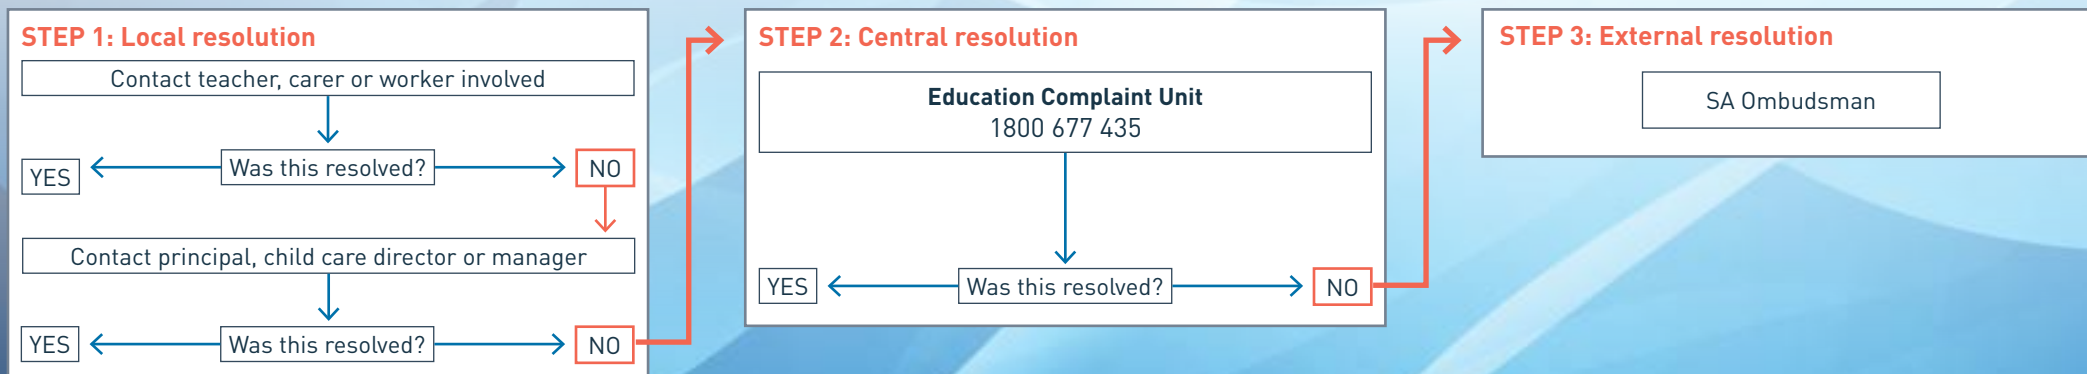 STEP 1: Local resolution
Contact teacher, carer or worker involved
Was this resolved?
YES
NO
Contact principal, child care director or manager
YES
Was this resolved?
NO
STEP 2: Central resolution
Education Complaint Unit
1800 677 435
YES
Was this resolved?
NO
STEP 3: External resolution
SA Ombudsman